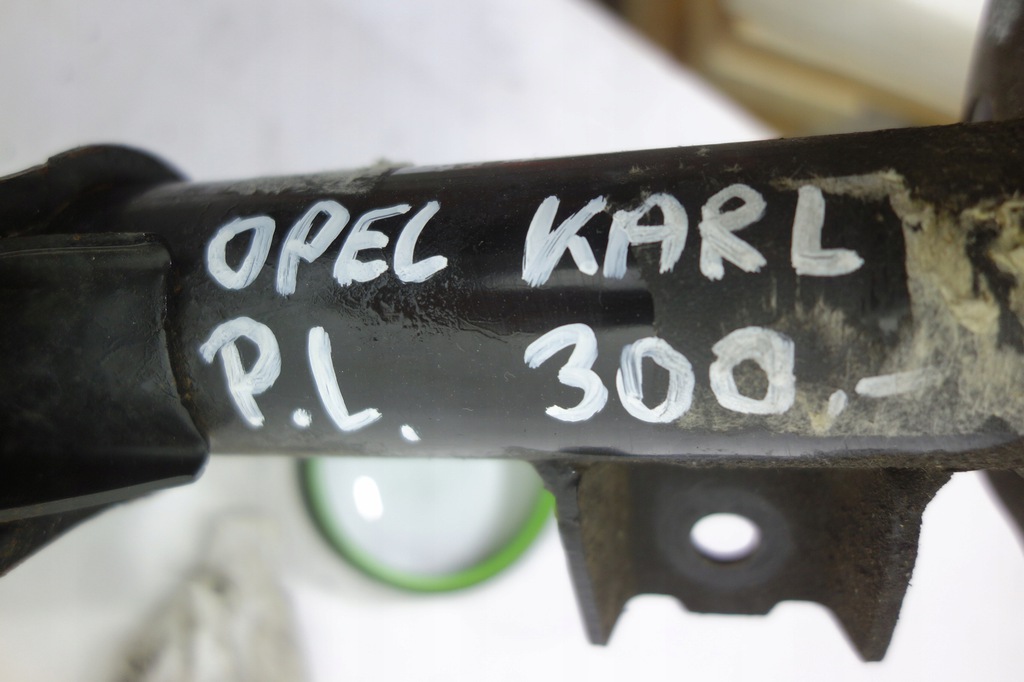 OPEL KARL
P.L. 300,-